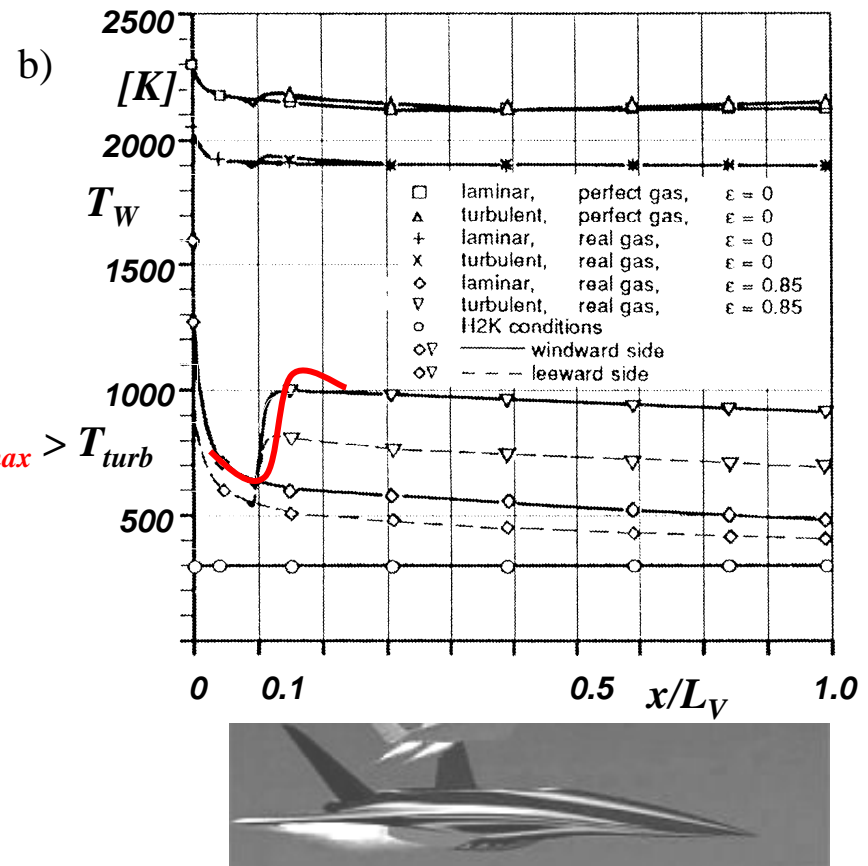 b)
2500
[K]
2000
T_W
1500
□ laminar, perfect gas, ε = 0
△ turbulent, perfect gas, ε = 0
+ laminar, real gas, ε = 0
× turbulent, real gas, ε = 0
◇ laminar, real gas, ε = 0.85
▽ turbulent, real gas, ε = 0.85
○ H2K conditions
◇▽ —— windward side
◇▽ – – – leeward side
1000
ax > T_turb
500
0 0.1 0.5 x/L_V 1.0